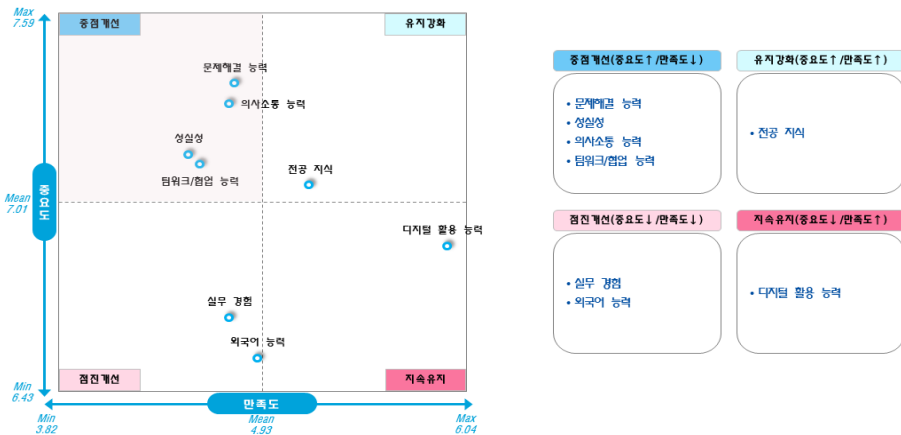 Max
7.59
중점개선
유지강화
문제해결 능력
의사소통 능력
성실성
팀워크/협업 능력
전공 지식
Mean
7.01
중요도
디지털 활용 능력
실무 경험
외국어 능력
점진개선
지속유지
Min
6.43
만족도
Min
3.82
Mean
4.93
Max
6.04
중점개선(중요도↑/만족도↓)
• 문제해결 능력
• 성실성
• 의사소통 능력
• 팀워크/협업 능력
유지강화(중요도↑/만족도↑)
• 전공 지식
점진개선(중요도↓/만족도↓)
• 실무 경험
• 외국어 능력
지속유지(중요도↓/만족도↑)
• 디지털 활용 능력